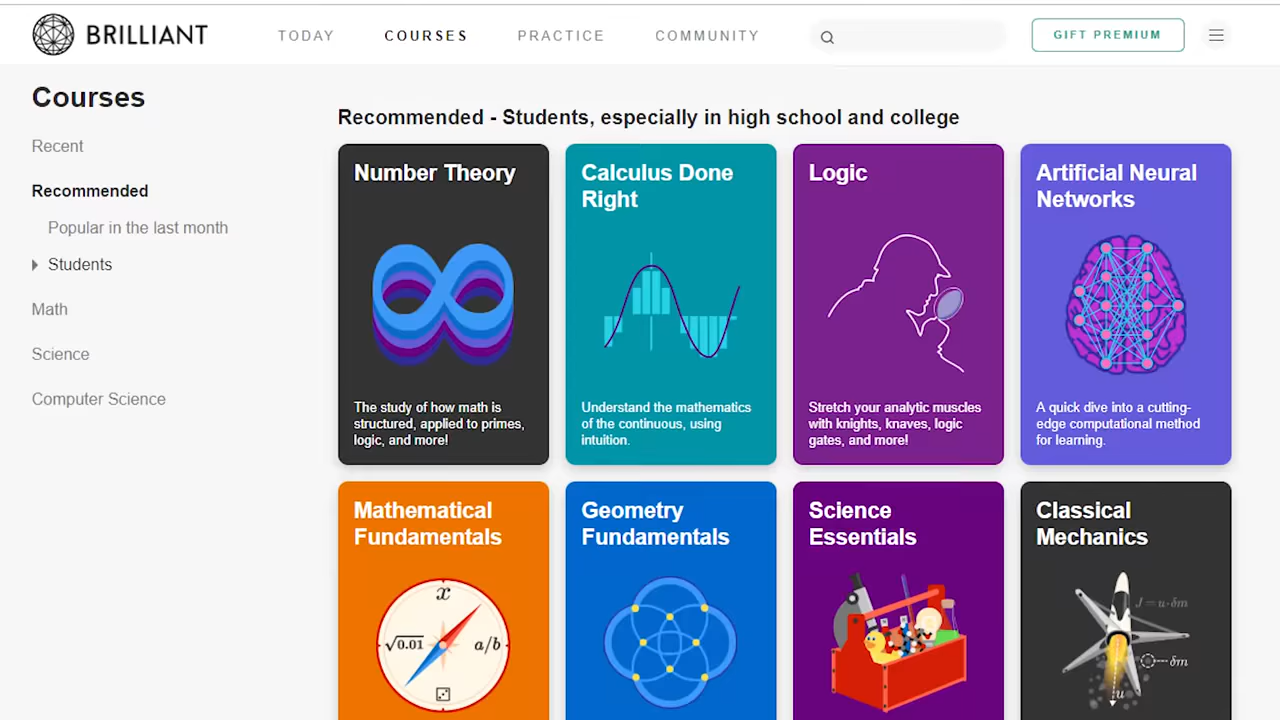 BRILLIANT
TODAY
COURSES
PRACTICE
COMMUNITY
GIFT PREMIUM
Courses
Recent
Recommended
Popular in the last month
Students
Math
Science
Computer Science
Recommended - Students, especially in high school and college
Number Theory
The study of how math is
structured, applied to primes,
logic, and more!
Calculus Done
Right
Understand the mathematics
of the continuous, using
intuition.
Logic
Stretch your analytic muscles
with knights, knaves, logic
gates, and more!
Artificial Neural
Networks
A quick dive into a cutting-
edge computational method
for learning.
Mathematical
Fundamentals
x
√0.01
a/b
Geometry
Fundamentals
Science
Essentials
Classical
Mechanics
J = u·δm
δm
u